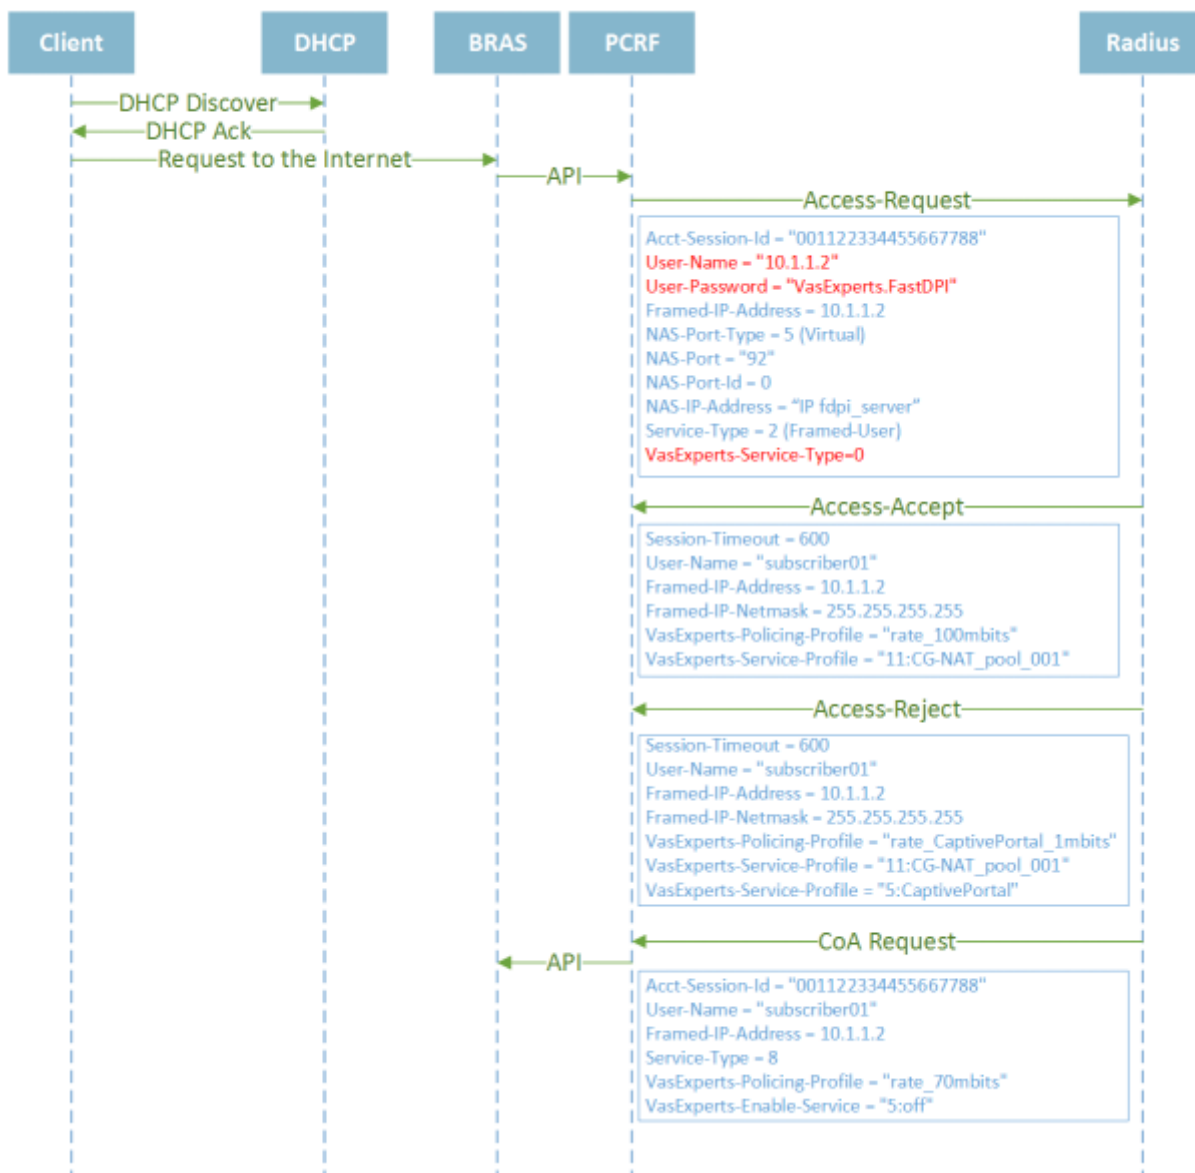 Client
DHCP
BRAS
PCRF
Radius
DHCP Discover
DHCP Ack
Request to the Internet
API
Access-Request
Acct-Session-Id = "001122334455667788"
User-Name = "10.1.1.2"
User-Password = "VasExperts.FastDPI"
Framed-IP-Address = 10.1.1.2
NAS-Port-Type = 5 (Virtual)
NAS-Port = "92"
NAS-Port-Id = 0
NAS-IP-Address = “IP fdpi_server”
Service-Type = 2 (Framed-User)
VasExperts-Service-Type=0
Access-Accept
Session-Timeout = 600
User-Name = "subscriber01"
Framed-IP-Address = 10.1.1.2
Framed-IP-Netmask = 255.255.255.255
VasExperts-Policing-Profile = "rate_100mbits"
VasExperts-Service-Profile = "11:CG-NAT_pool_001"
Access-Reject
Session-Timeout = 600
User-Name = "subscriber01"
Framed-IP-Address = 10.1.1.2
Framed-IP-Netmask = 255.255.255.255
VasExperts-Policing-Profile = "rate_CaptivePortal_1mbits"
VasExperts-Service-Profile = "11:CG-NAT_pool_001"
VasExperts-Service-Profile = "5:CaptivePortal"
CoA Request
API
Acct-Session-Id = "001122334455667788"
User-Name = "subscriber01"
Framed-IP-Address = 10.1.1.2
Service-Type = 8
VasExperts-Policing-Profile = "rate_70mbits"
VasExperts-Enable-Service = "5:off"